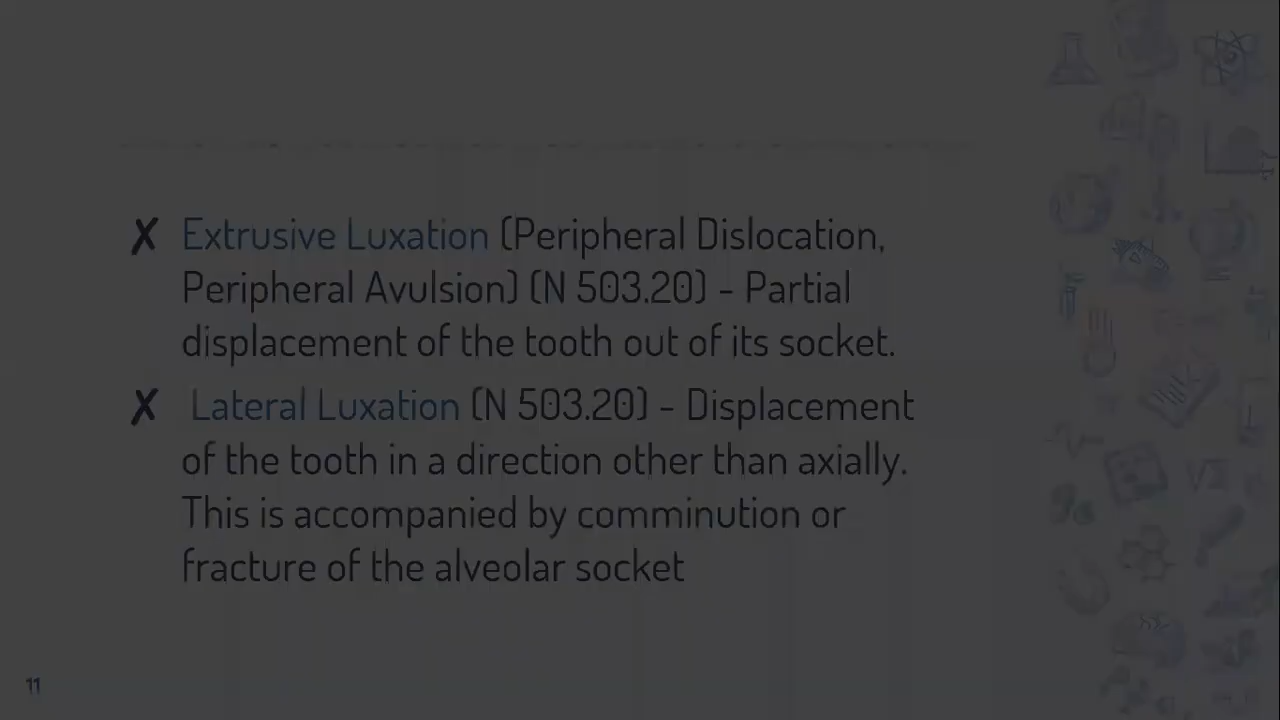 ✗ Extrusive Luxation (Peripheral Dislocation,
Peripheral Avulsion) (N 503.20) - Partial
displacement of the tooth out of its socket.
✗ Lateral Luxation (N 503.20) - Displacement
of the tooth in a direction other than axially.
This is accompanied by comminution or
fracture of the alveolar socket
√2
11